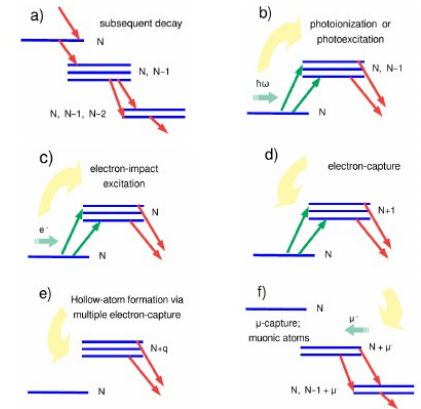 a)
subsequent decay
N
N, N−1
N, N−1, N−2
b)
photoionization or
photoexcitation
N, N−1
ħω
N
c)
electron-impact
excitation
N
e⁻
N
d)
electron-capture
N+1
N
e)
Hollow-atom formation via
multiple electron-capture
N+q
N
f)
N
μ-capture;
muonic atoms
μ⁻
N + μ⁻
N, N−1 + μ⁻